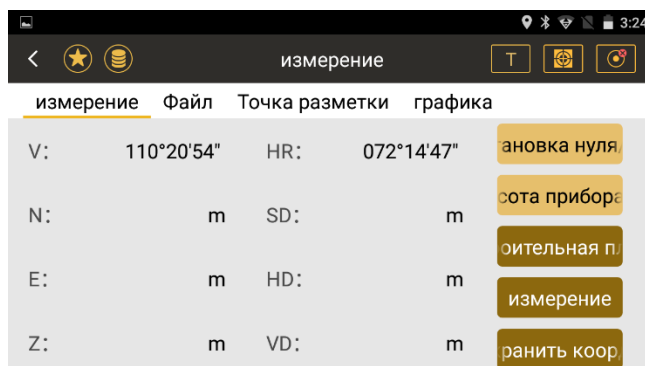 3:24
измерение
T
измерение Файл Точка разметки графика
V: 110°20'54" HR: 072°14'47" ановка нуля
сота прибора
N: m SD: m
оительная п
E: m HD: m
измерение
Z: m VD: m
ранить коор